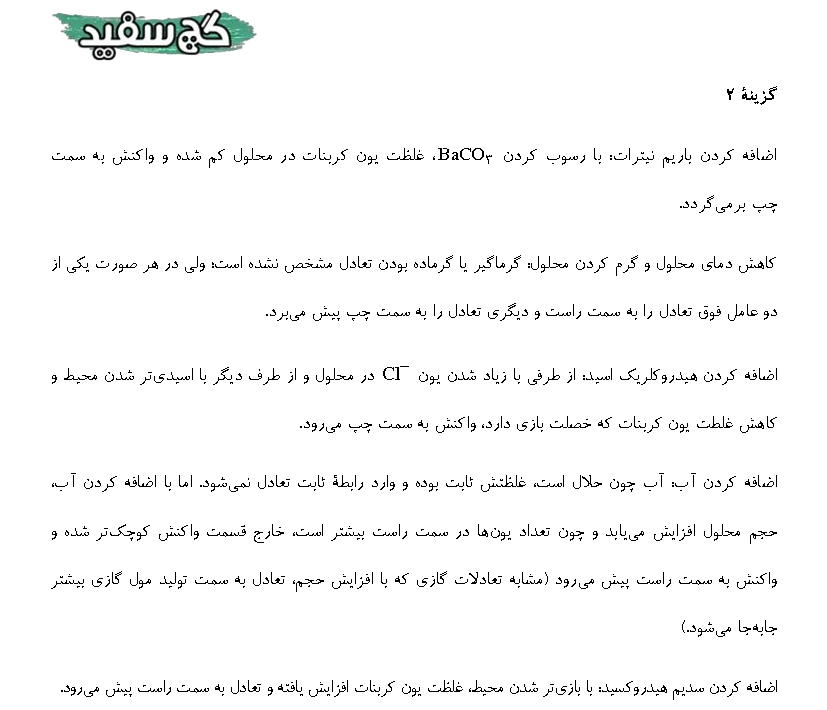 گچ سفید
گزینهٔ ۲
اضافه کردن باریم نیترات: با رسوب کردن BaCO۳، غلظت یون کربنات در محلول کم شده و واکنش به سمت
چپ برمی‌گردد.
کاهش دمای محلول و گرم کردن محلول: گرماگیر یا گرماده بودن تعادل مشخص نشده است؛ ولی در هر صورت یکی از
دو عامل فوق تعادل را به سمت راست و دیگری تعادل را به سمت چپ پیش می‌برد.
اضافه کردن هیدروکلریک اسید: از طرفی با زیاد شدن یون Cl⁻ در محلول و از طرف دیگر با اسیدی‌تر شدن محیط و
کاهش غلطت یون کربنات که خصلت بازی دارد، واکنش به سمت چپ می‌رود.
اضافه کردن آب: آب چون حلال است، غلظتش ثابت بوده و وارد رابطهٔ ثابت تعادل نمی‌شود. اما با اضافه کردن آب،
حجم محلول افزایش می‌یابد و چون تعداد یون‌ها در سمت راست بیشتر است، خارج قسمت واکنش کوچک‌تر شده و
واکنش به سمت راست پیش می‌رود (مشابه تعادلات گازی که با افزایش حجم، تعادل به سمت تولید مول گازی بیشتر
جابه‌جا می‌شود.)
اضافه کردن سدیم هیدروکسید: با بازی‌تر شدن محیط، غلظت یون کربنات افزایش یافته و تعادل به سمت راست پیش می‌رود.